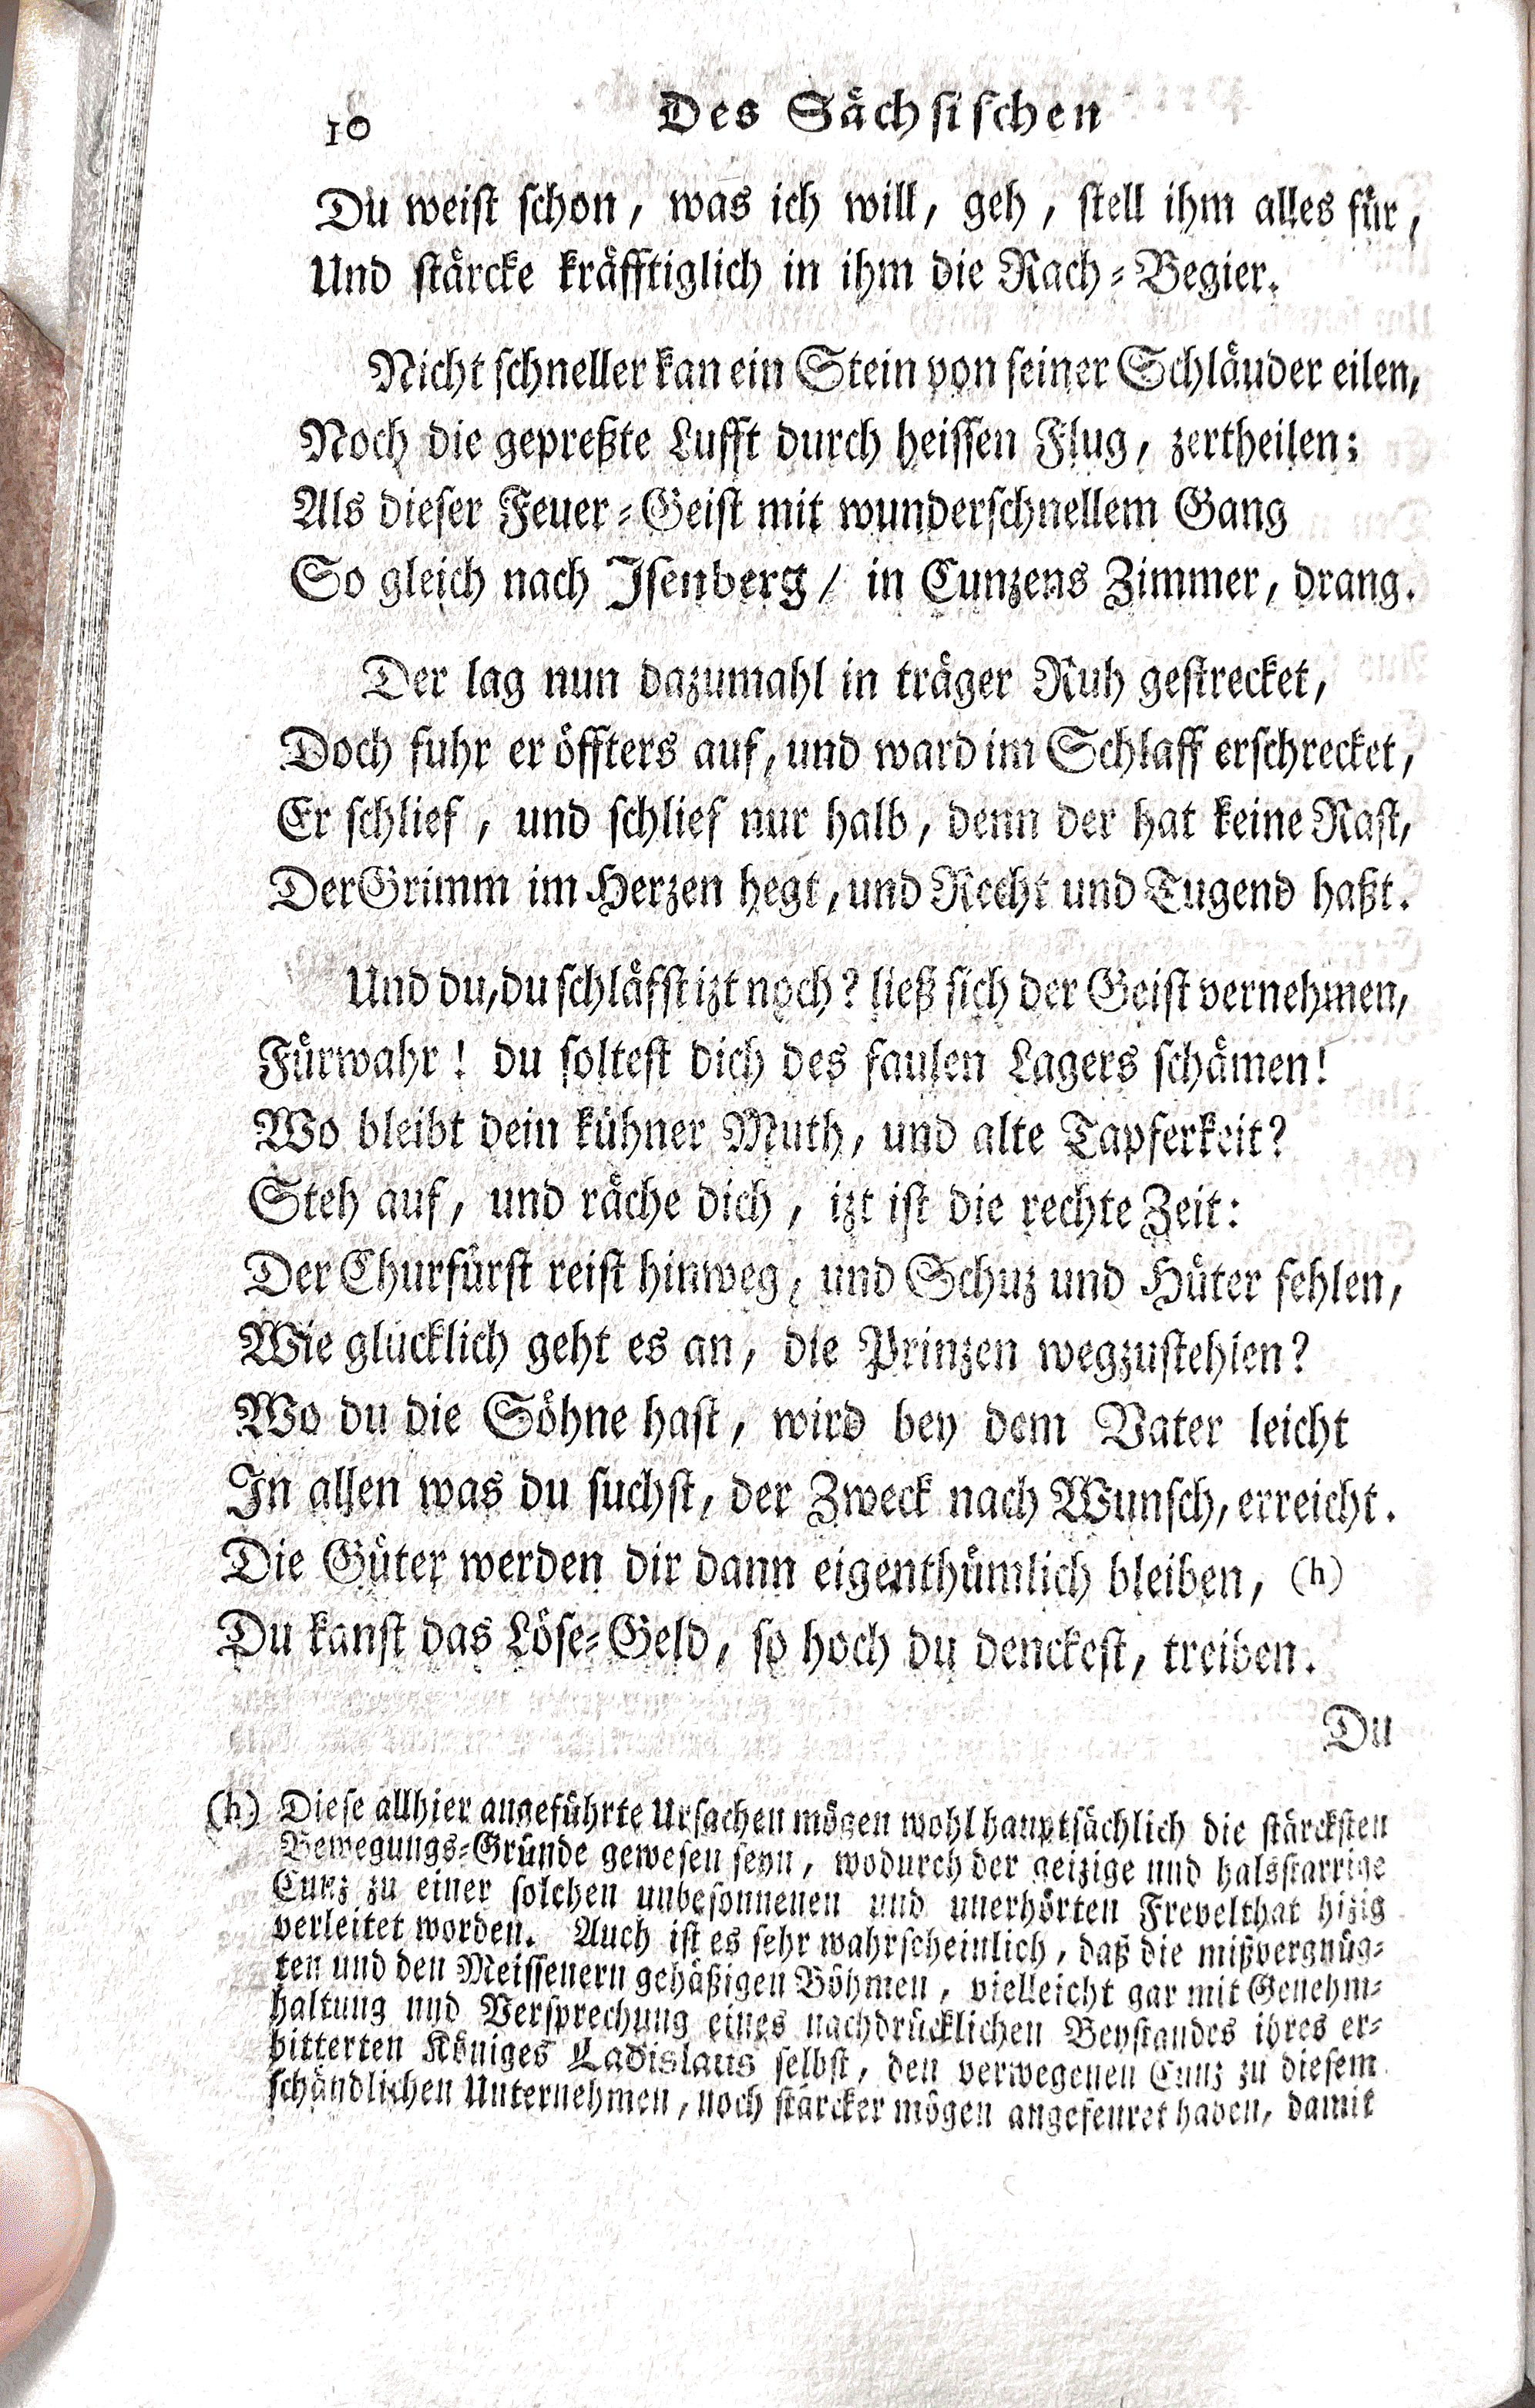 10 Des Sächsischen
Du weist schon, was ich will, geh, stell ihm alles für,
Und stärcke kräfftiglich in ihm die Rach-Begier.
Nicht schneller kan ein Stein von seiner Schläuder eilen,
Noch die gepreßte Lufft durch heissen Flug, zertheilen:
Als dieser Feuer-Geist mit wunderschnellem Gang
So gleich nach Isenberg/ in Cunzens Zimmer, drang.
Der lag nun dazumahl in träger Ruh gestrecket,
Doch fuhr er öffters auf, und ward im Schlaff erschrecket,
Er schlief, und schlief nur halb, denn der hat keine Rast,
Der Grimm im Herzen hegt, und Recht und Tugend haßt.
Und du, du schläfst izt noch? ließ sich der Geist vernehmen,
Fürwahr! du soltest dich des faulen Lagers schämen!
Wo bleibt dein kühner Muth, und alte Tapferkeit?
Steh auf, und räche dich, izt ist die rechte Zeit:
Der Churfürst reist hinweg, und Schuz und Hüter fehlen,
Wie glücklich geht es an, die Prinzen wegzustehlen?
Wo du die Söhne hast, wird bey dem Vater leicht
In allen was du suchst, der Zweck nach Wunsch, erreicht.
Die Güter werden dir dann eigenthümlich bleiben, (h)
Du kanst das Löse-Geld, so hoch du denckest, treiben.
Du
(h) Diese allhier angeführte Ursachen mögen wohl hauptsächlich die stärcksten
Bewegungs-Gründe gewesen seyn, wodurch der geizige und halsstarrige
Cunz zu einer solchen unbesonnenen und unerhörten Frevelthat hizig
verleitet worden. Auch ist es sehr wahrscheinlich, daß die mißvergnüg-
ten und den Meissenern gehäßigen Böhmen, vielleicht gar mit Genehm-
haltung und Versprechung eines nachdrücklichen Beystandes ihres er-
bitterten Königes Ladislaus selbst, den verwegenen Cunz zu diesem
schändlichen Unternehmen, noch stärcker mögen angefeuret haben, damit